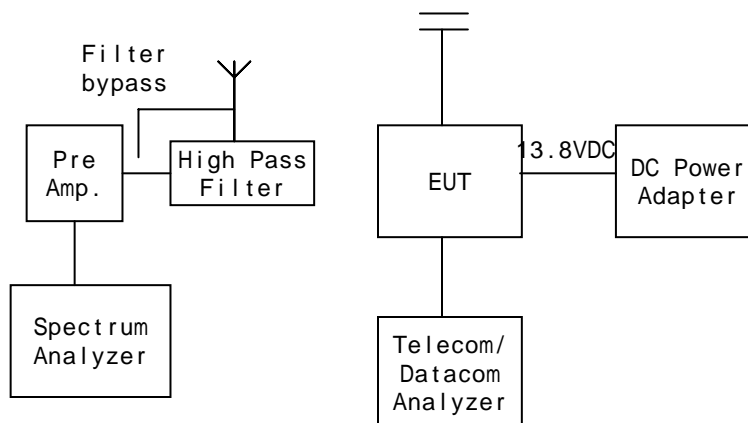 Filter
bypass
Pre
Amp.
High Pass
Filter
Spectrum
Analyzer
EUT
13.8VDC
DC Power
Adapter
Telecom/
Datacom
Analyzer